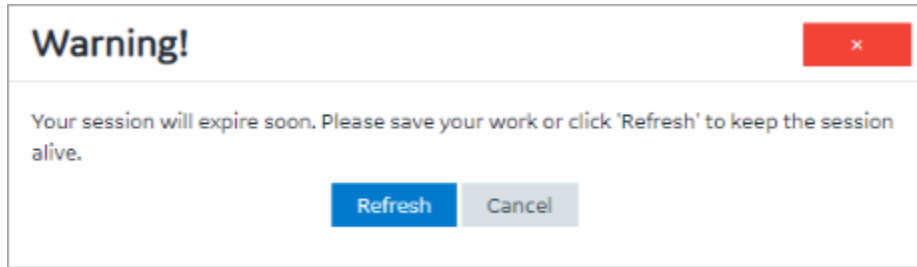 Warning!
×
Your session will expire soon. Please save your work or click 'Refresh' to keep the session
alive.
Refresh
Cancel